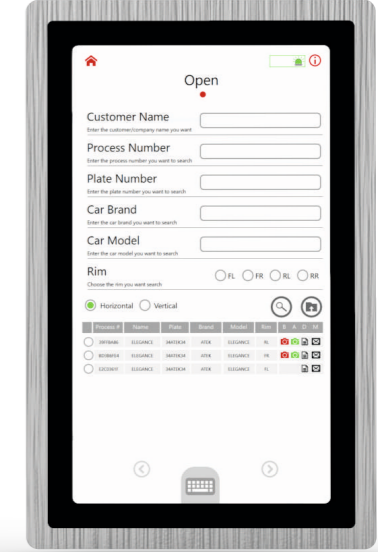 Open
Customer Name
Enter the customer/company name you want
Process Number
Enter the process number you want to search
Plate Number
Enter the plate number you want to search
Car Brand
Enter the car brand you want to search
Car Model
Enter the car model you want to search
Rim
Choose the rim you want search
FL FR RL RR
Horizontal Vertical
Process # Name Plate Brand Model Rim B A D M
ELEGANCE 34ATEK34 ATEK ELEGANCE RL
ELEGANCE 34ATEK34 ATEK ELEGANCE FR
ELEGANCE 34ATEK34 ATEK ELEGANCE FL